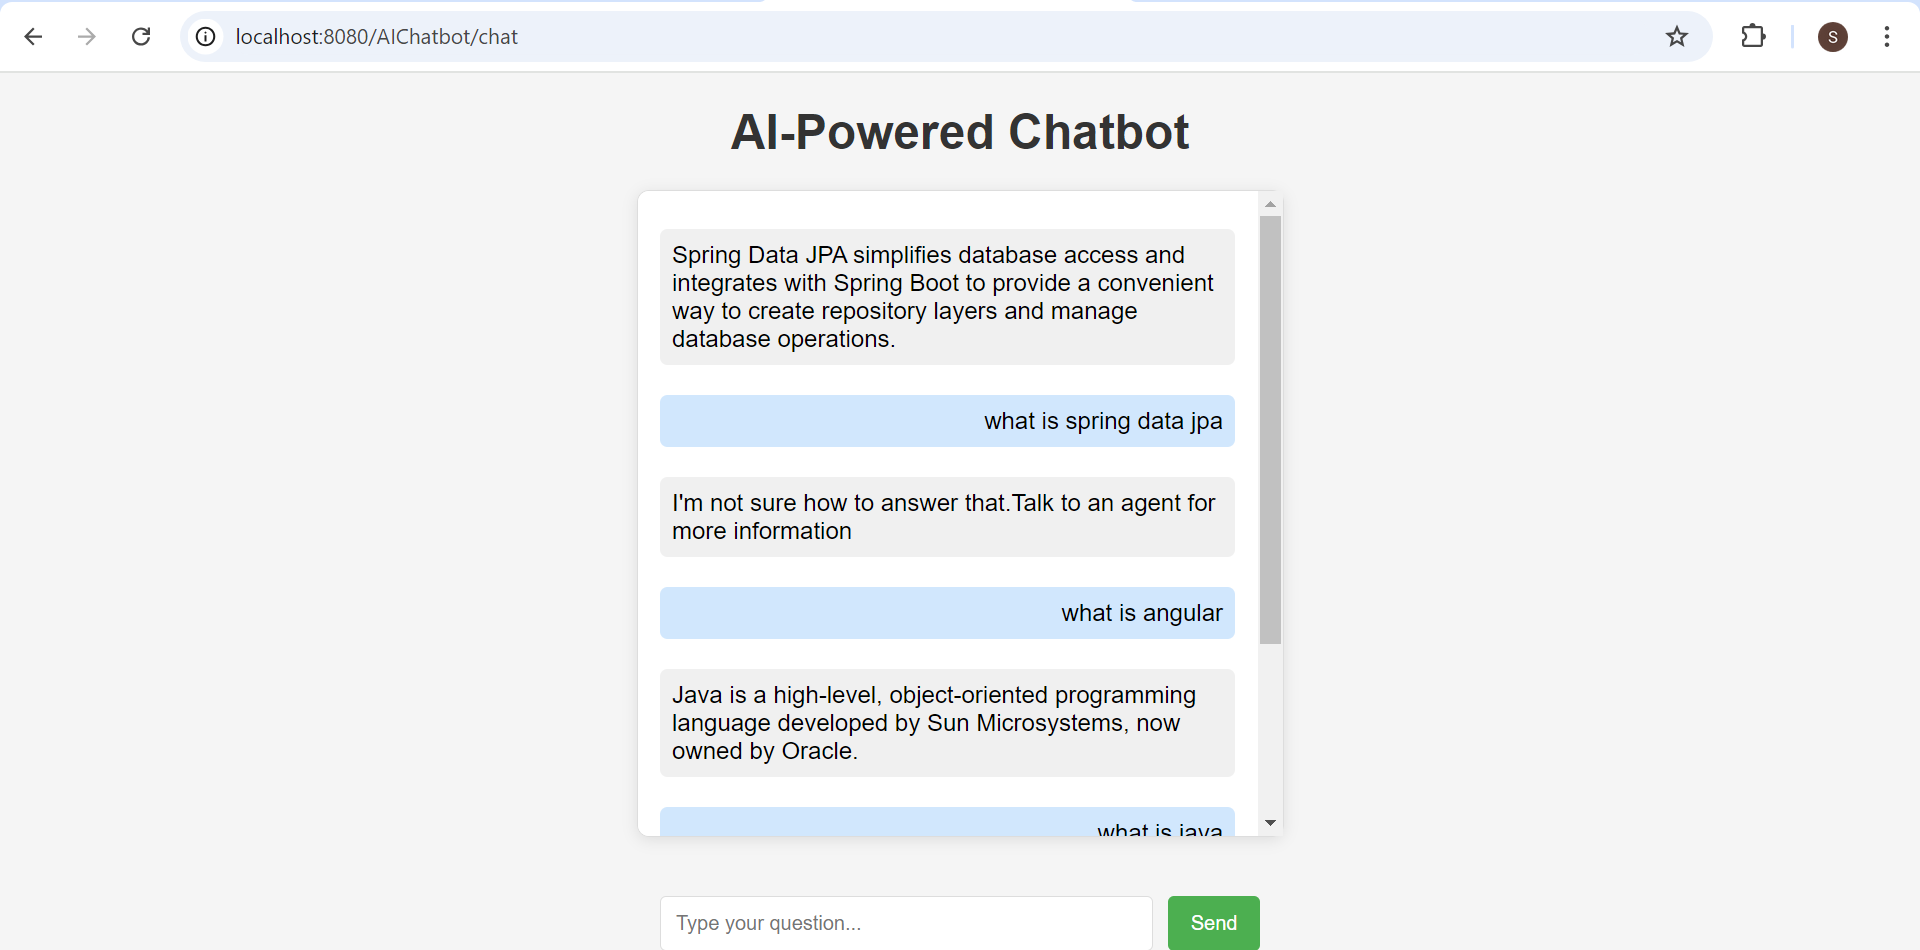 localhost:8080/AIChatbot/chat
S
AI-Powered Chatbot
Spring Data JPA simplifies database access and
integrates with Spring Boot to provide a convenient
way to create repository layers and manage
database operations.
what is spring data jpa
I'm not sure how to answer that.Talk to an agent for
more information
what is angular
Java is a high-level, object-oriented programming
language developed by Sun Microsystems, now
owned by Oracle.
what is java
Type your question...
Send